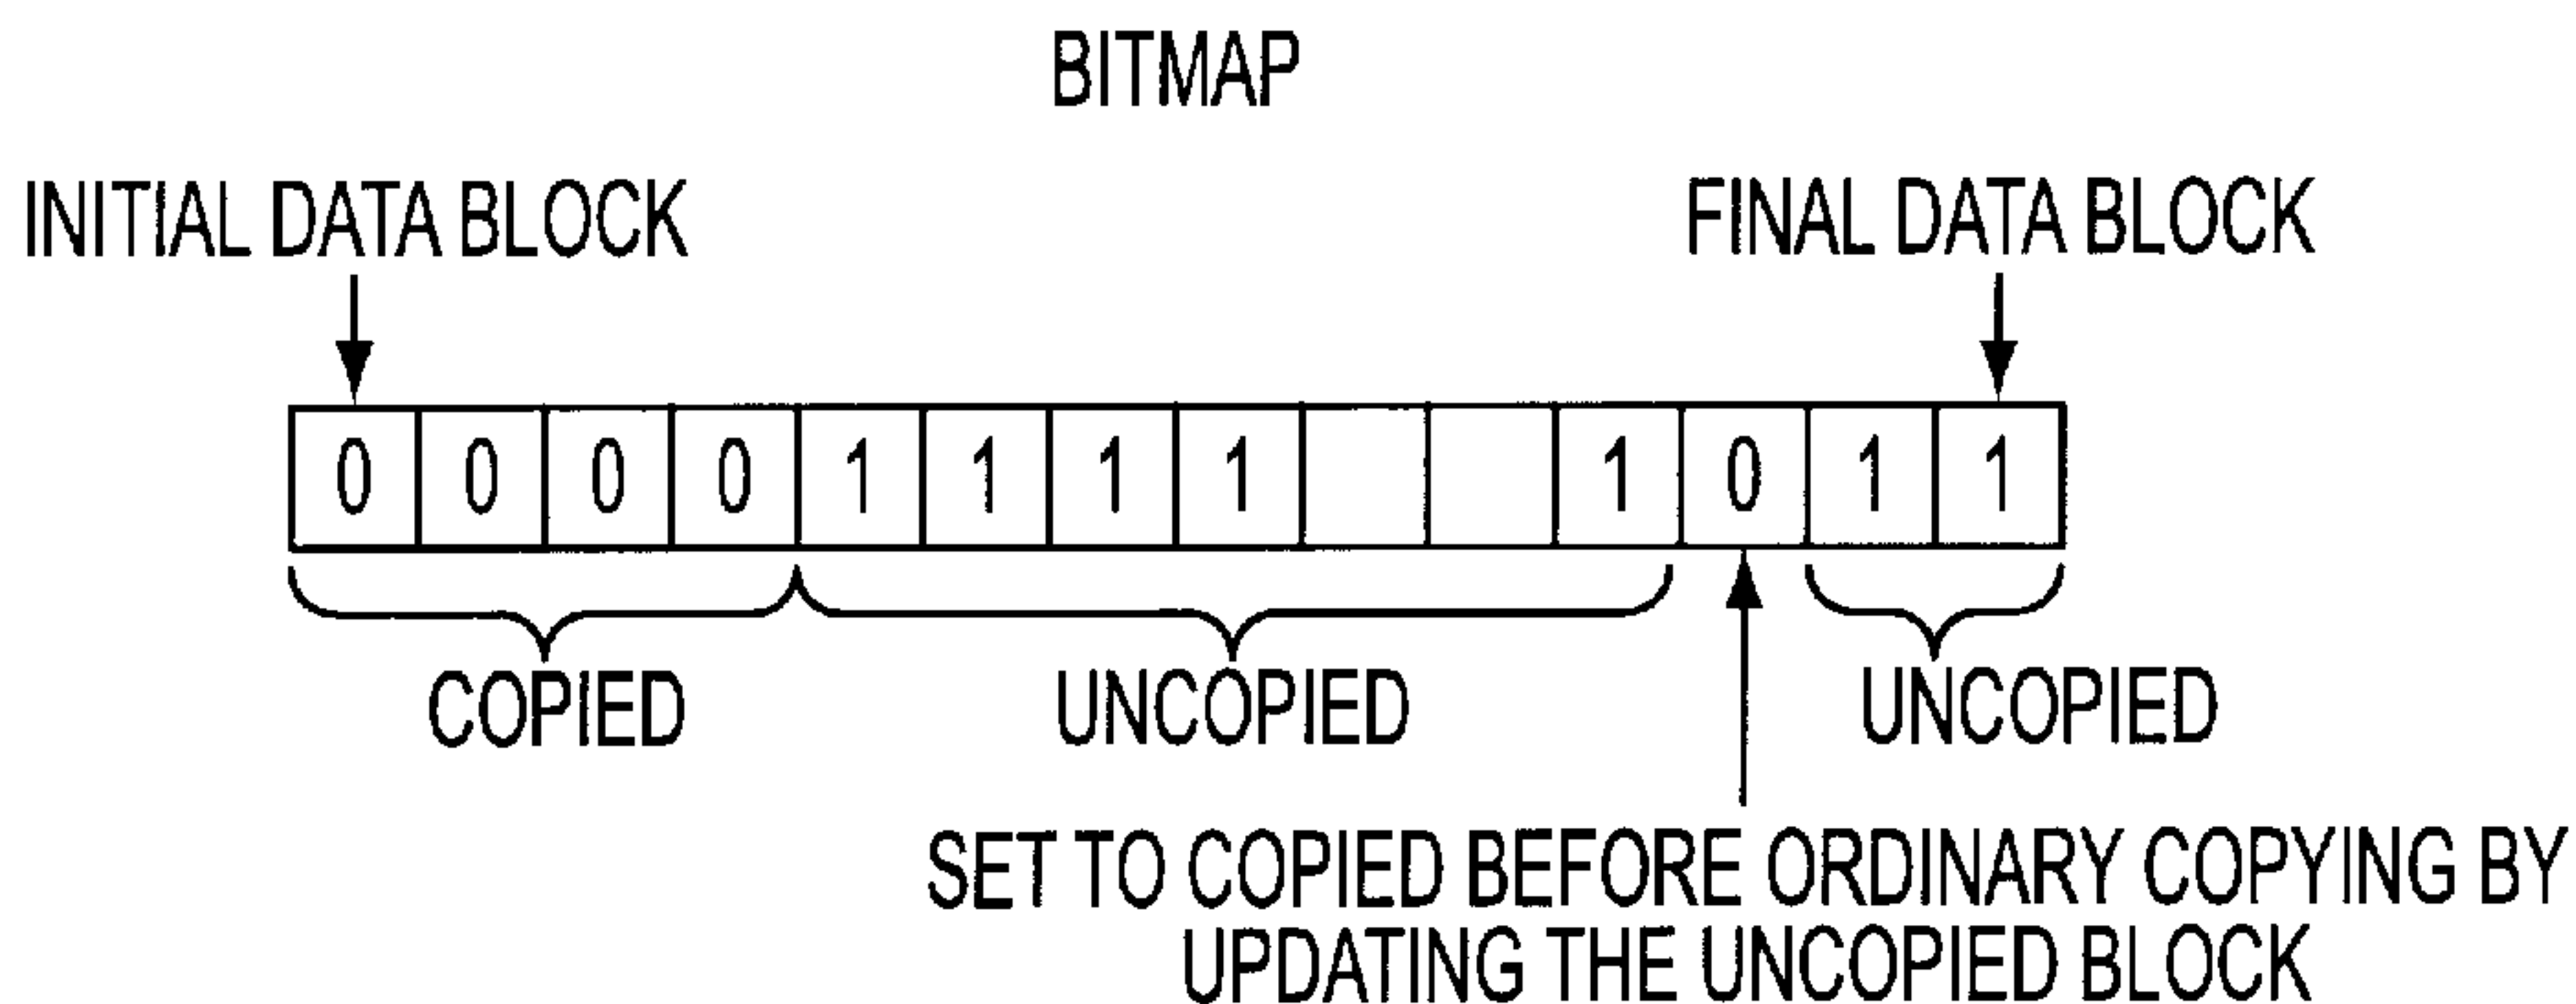 BITMAP
INITIAL DATA BLOCK
FINAL DATA BLOCK
0 0 0 0 1 1 1 1 1 0 1 1
COPIED
UNCOPIED
UNCOPIED
SET TO COPIED BEFORE ORDINARY COPYING BY
UPDATING THE UNCOPIED BLOCK